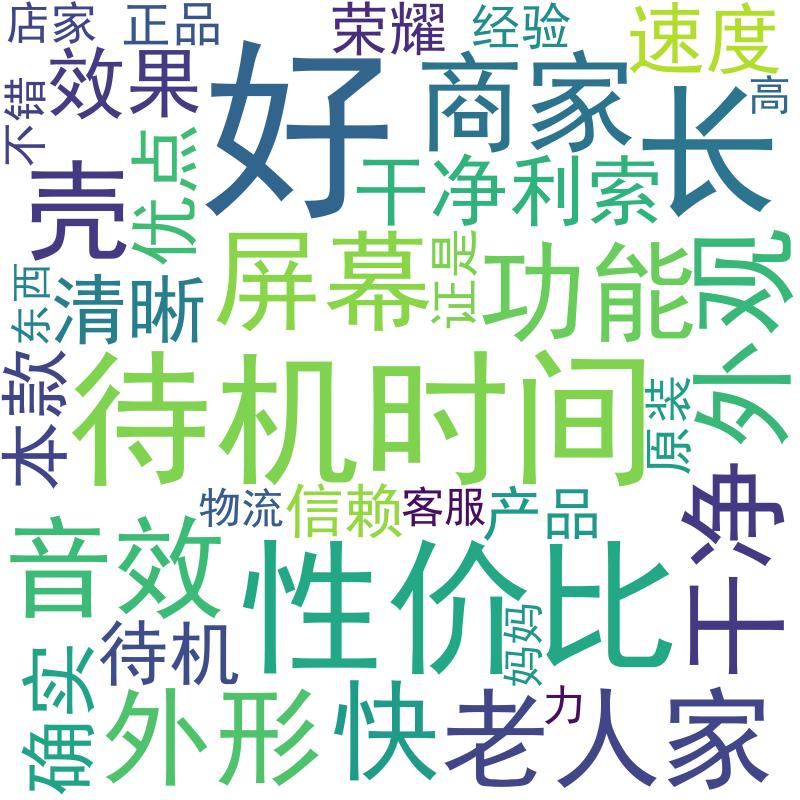 店家
正品
荣耀
经验
速度
不错
效果
好
商家
长
高
壳
优点
干净利索
东西
清晰
屏幕
证是
功能
外观
本款
待机时间
原装
物流
信赖
客服
产品
干净
音效
性价比
妈妈
待机
确实
外形
快
老人家
力